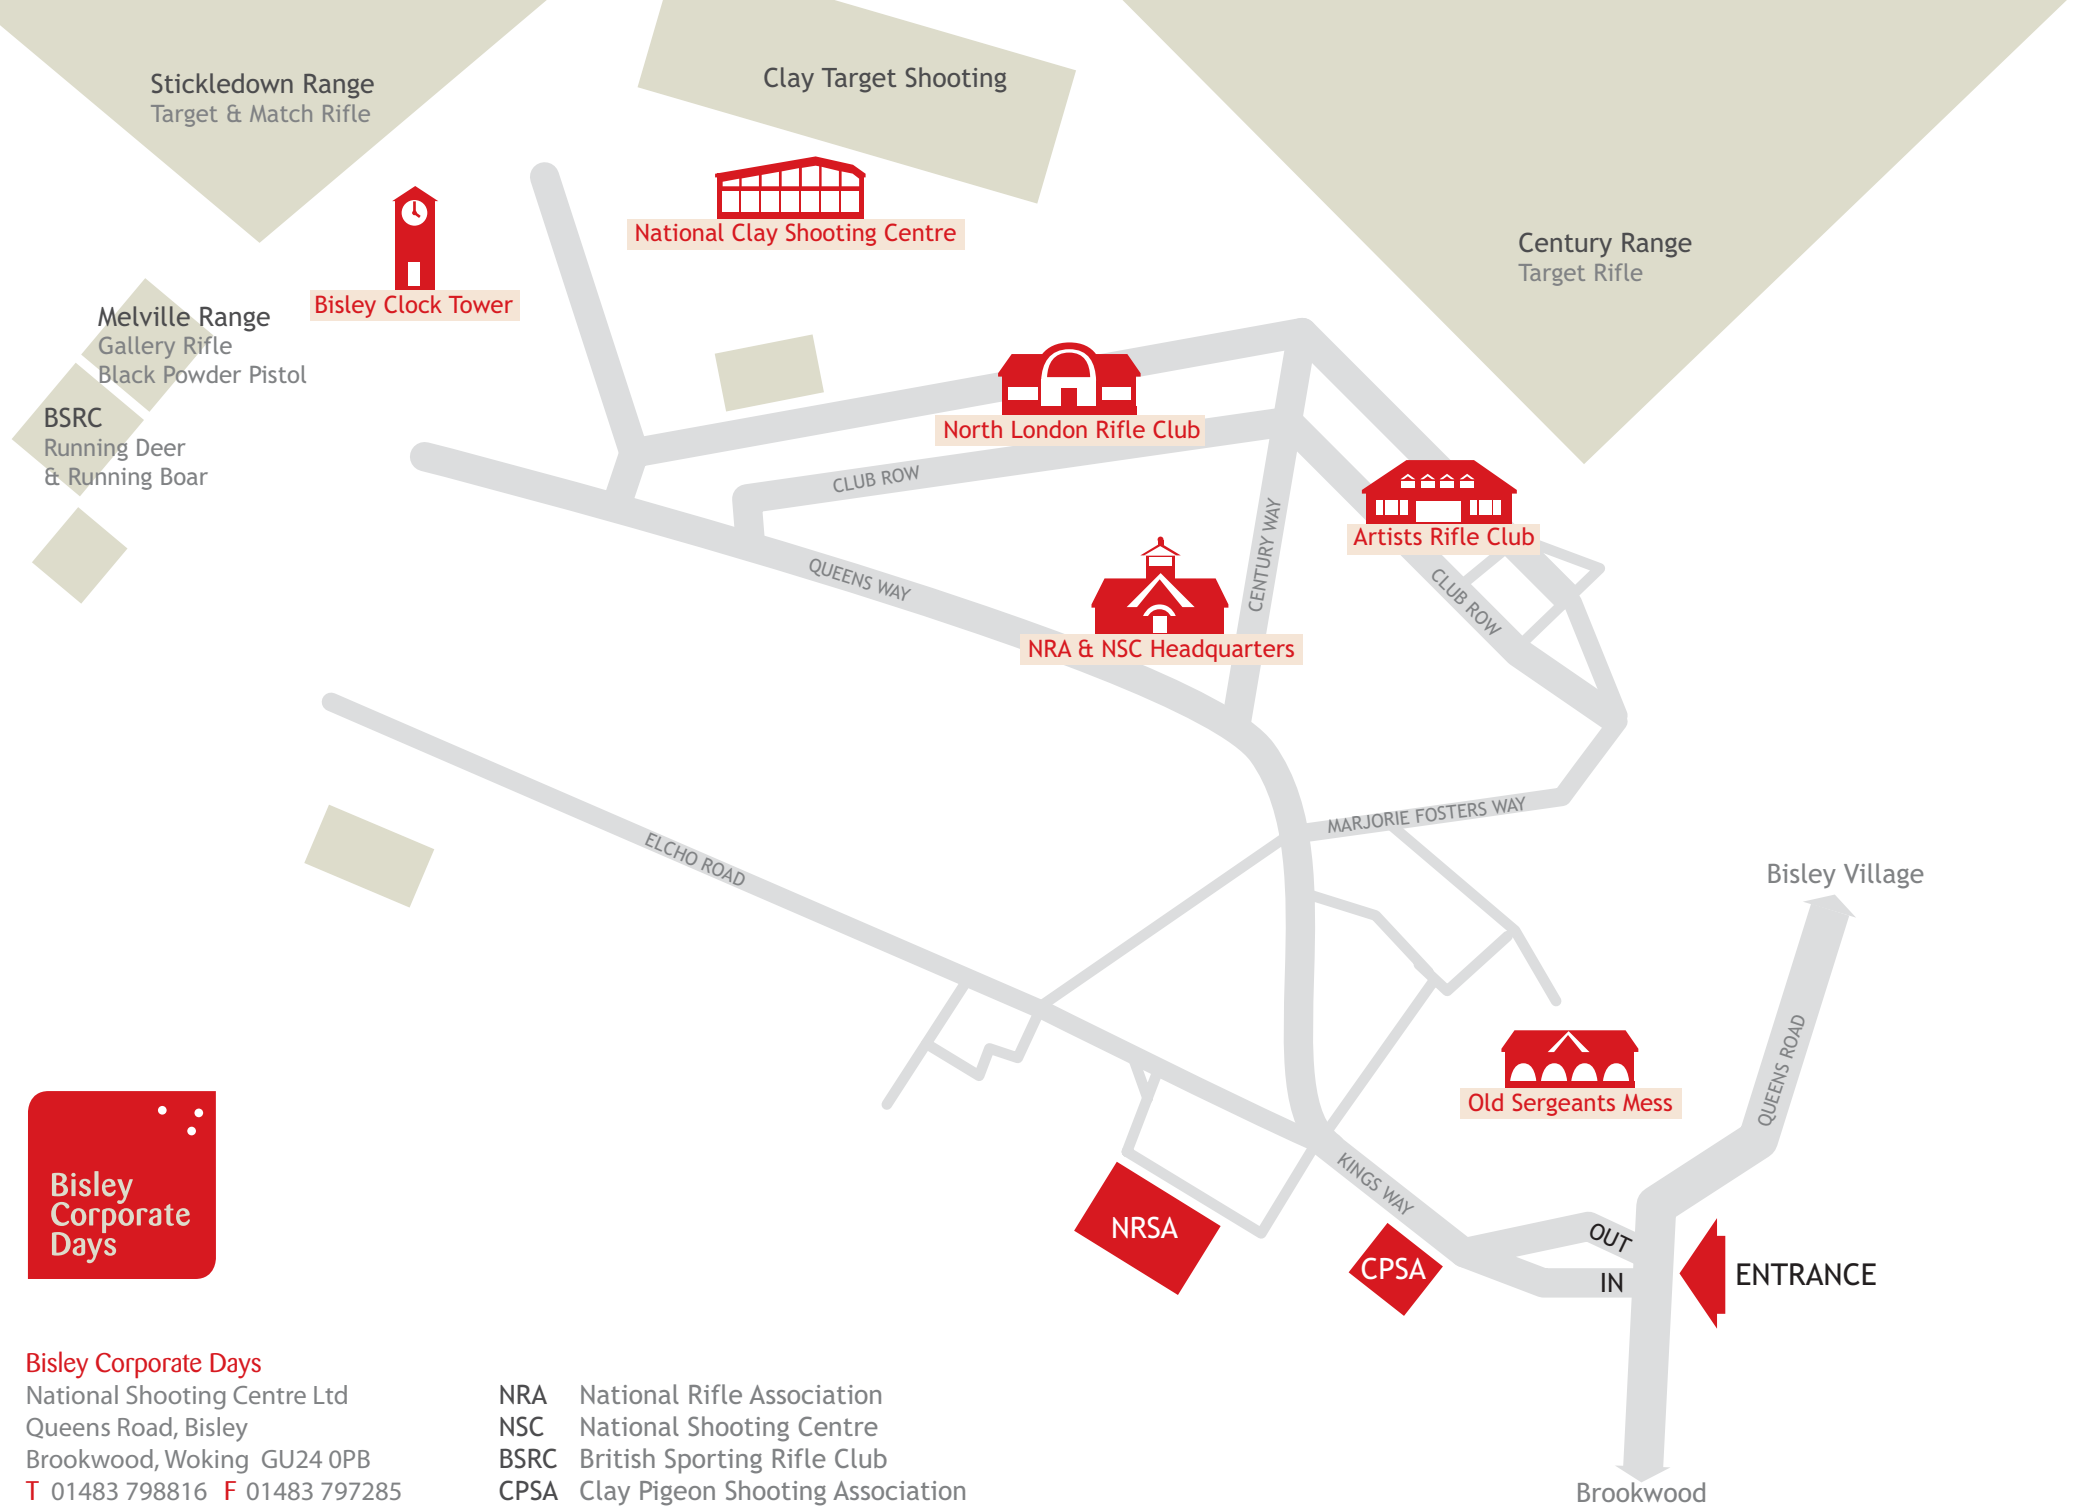 Stickledown Range
Target & Match Rifle
Clay Target Shooting
National Clay Shooting Centre
Century Range
Target Rifle
Bisley Clock Tower
Melville Range
Gallery Rifle
Black Powder Pistol
BSRC
Running Deer
& Running Boar
North London Rifle Club
CLUB ROW
Artists Rifle Club
CENTURY WAY
QUEENS WAY
CLUB ROW
NRA & NSC Headquarters
MARJORIE FOSTERS WAY
ELCHO ROAD
Bisley Village
QUEENS ROAD
Old Sergeants Mess
KINGS WAY
NRSA
CPSA
OUT
IN
ENTRANCE
Brookwood
Bisley
Corporate
Days
Bisley Corporate Days
National Shooting Centre Ltd
Queens Road, Bisley
Brookwood, Woking GU24 0PB
T 01483 798816 F 01483 797285
NRA National Rifle Association
NSC National Shooting Centre
BSRC British Sporting Rifle Club
CPSA Clay Pigeon Shooting Association